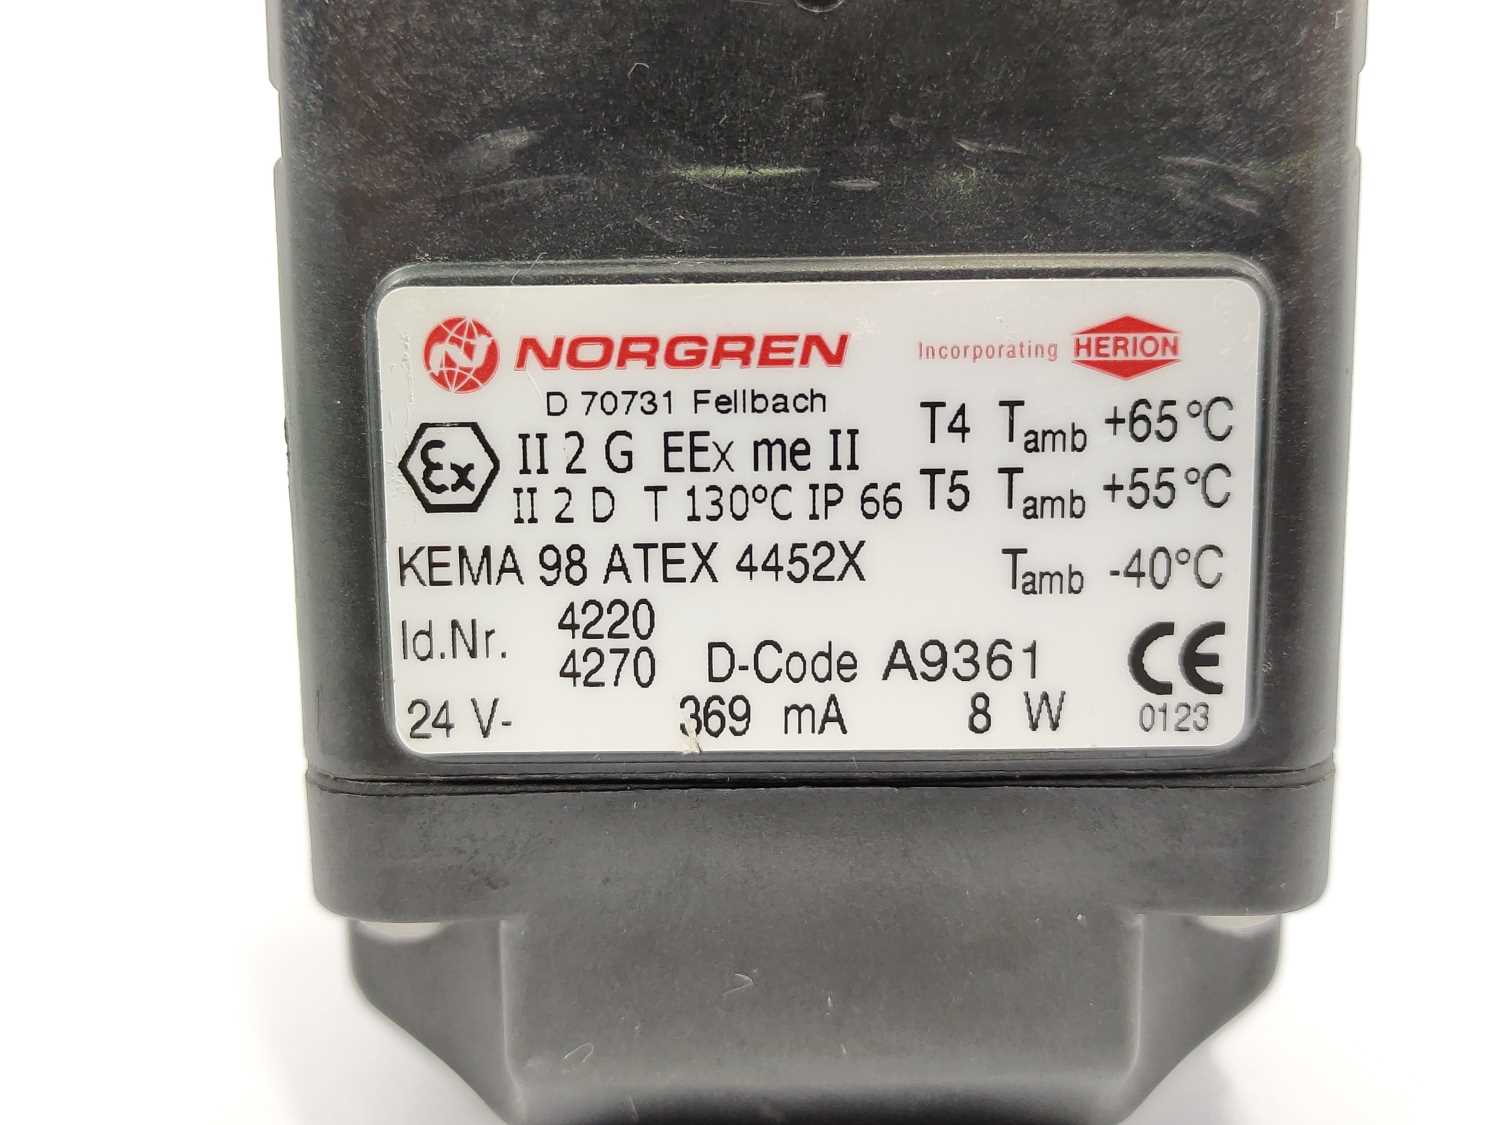 NORGREN Incorporating HERION
D 70731 Fellbach
Ex II 2 G EEx me II T4 Tamb +65°C
II 2 D T 130°C IP 66 T5 Tamb +55°C
KEMA 98 ATEX 4452X Tamb -40°C
Id.Nr. 4220
4270 D-Code A9361 CE
24 V- 369 mA 8 W 0123